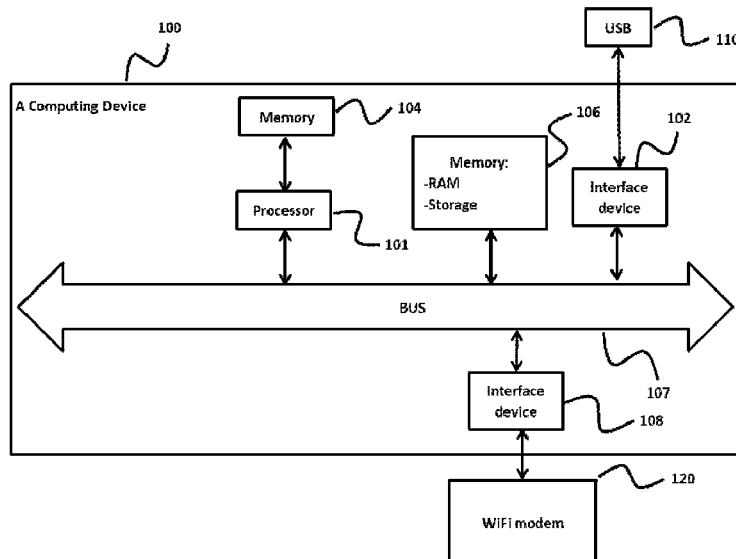 100
USB
110
A Computing Device
Memory
104
106
102
Memory:
-RAM
-Storage
Interface
device
Processor
101
BUS
107
Interface
device
108
120
WiFi modem